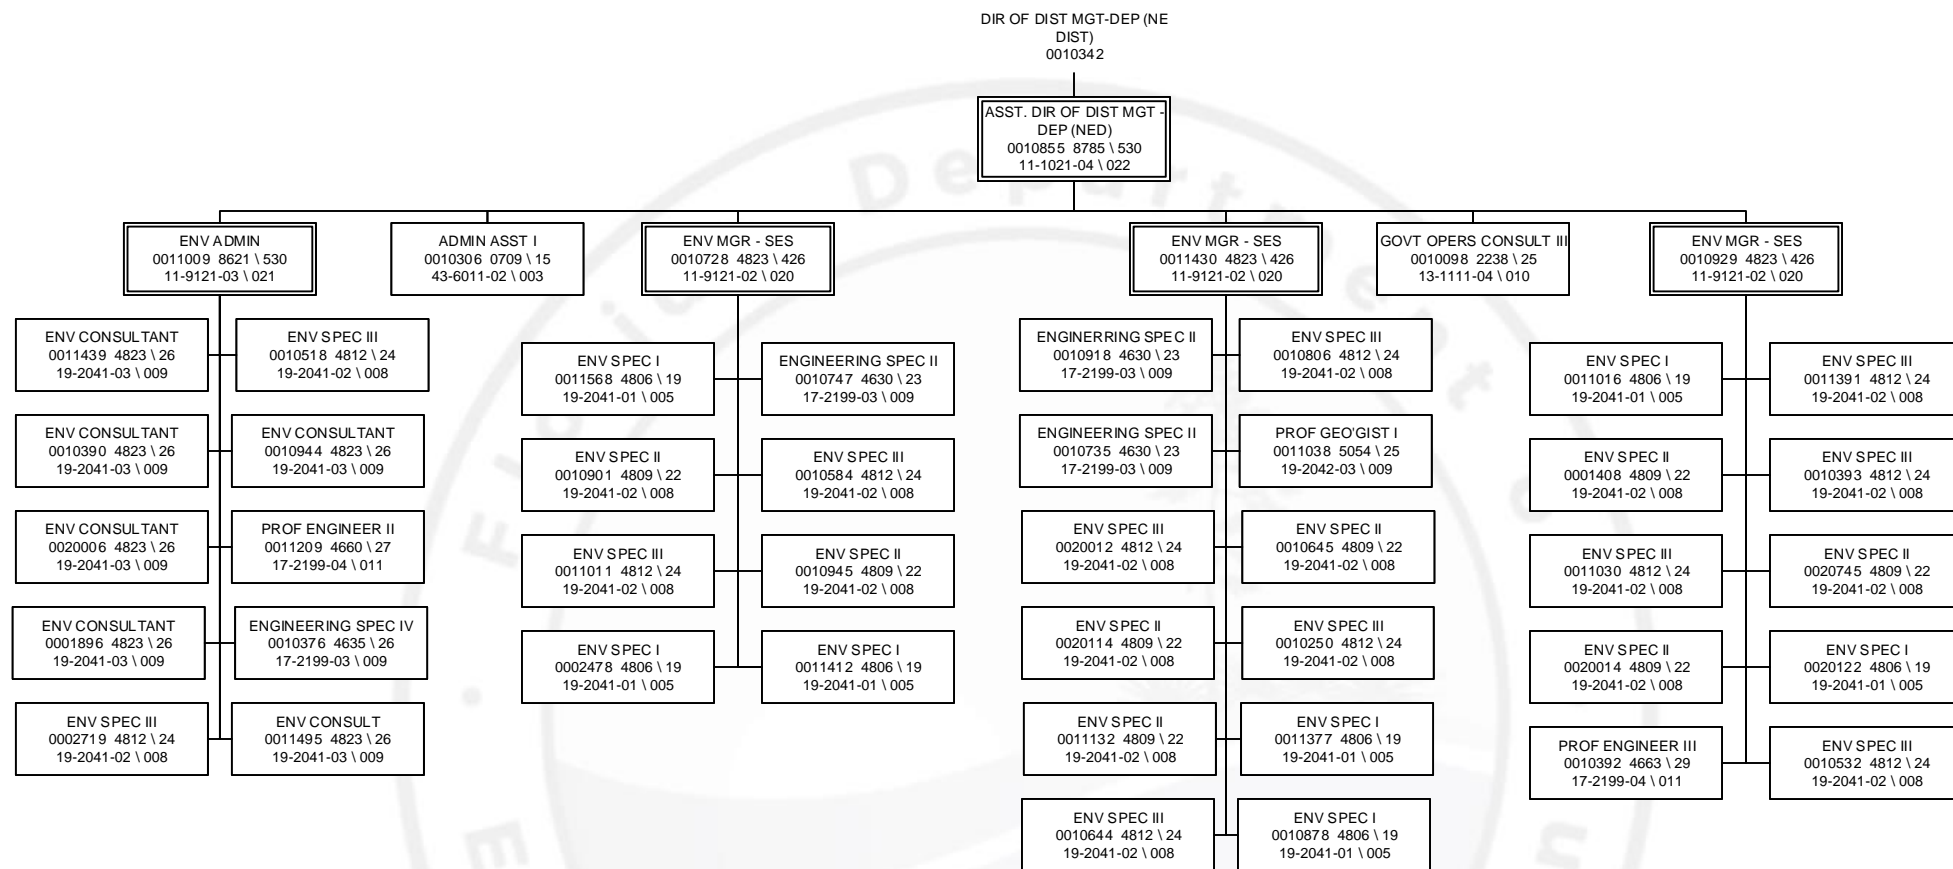 DIR OF DIST MGT-DEP (NE
DIST)
0010342
ASST. DIR OF DIST MGT -
DEP (NED)
0010855 8785 \ 530
11-1021-04 \ 022
ENV ADMIN
0011009 8621 \ 530
11-9121-03 \ 021
ADMIN ASST I
0010306 0709 \ 15
43-6011-02 \ 003
ENV MGR - SES
0010728 4823 \ 426
11-9121-02 \ 020
ENV MGR - SES
0011430 4823 \ 426
11-9121-02 \ 020
GOVT OPERS CONSULT III
0010098 2238 \ 25
13-1111-04 \ 010
ENV MGR - SES
0010929 4823 \ 426
11-9121-02 \ 020
ENV CONSULTANT
0011439 4823 \ 26
19-2041-03 \ 009
ENV SPEC III
0010518 4812 \ 24
19-2041-02 \ 008
ENV CONSULTANT
0010390 4823 \ 26
19-2041-03 \ 009
ENV CONSULTANT
0010944 4823 \ 26
19-2041-03 \ 009
ENV CONSULTANT
0020006 4823 \ 26
19-2041-03 \ 009
PROF ENGINEER II
0011209 4660 \ 27
17-2199-04 \ 011
ENV CONSULTANT
0001896 4823 \ 26
19-2041-03 \ 009
ENGINEERING SPEC IV
0010376 4635 \ 26
17-2199-03 \ 009
ENV SPEC III
0002719 4812 \ 24
19-2041-02 \ 008
ENV CONSULT
0011495 4823 \ 26
19-2041-03 \ 009
ENV SPEC I
0011568 4806 \ 19
19-2041-01 \ 005
ENGINEERING SPEC II
0010747 4630 \ 23
17-2199-03 \ 009
ENV SPEC II
0010901 4809 \ 22
19-2041-02 \ 008
ENV SPEC III
0010584 4812 \ 24
19-2041-02 \ 008
ENV SPEC III
0011011 4812 \ 24
19-2041-02 \ 008
ENV SPEC II
0010945 4809 \ 22
19-2041-02 \ 008
ENV SPEC I
0002478 4806 \ 19
19-2041-01 \ 005
ENV SPEC I
0011412 4806 \ 19
19-2041-01 \ 005
ENGINERRING SPEC II
0010918 4630 \ 23
17-2199-03 \ 009
ENV SPEC III
0010806 4812 \ 24
19-2041-02 \ 008
ENGINEERING SPEC II
0010735 4630 \ 23
17-2199-03 \ 009
PROF GEO'GIST I
0011038 5054 \ 25
19-2042-03 \ 009
ENV SPEC III
0020012 4812 \ 24
19-2041-02 \ 008
ENV SPEC II
0010645 4809 \ 22
19-2041-02 \ 008
ENV SPEC II
0020114 4809 \ 22
19-2041-02 \ 008
ENV SPEC III
0010250 4812 \ 24
19-2041-02 \ 008
ENV SPEC II
0011132 4809 \ 22
19-2041-02 \ 008
ENV SPEC I
0011377 4806 \ 19
19-2041-01 \ 005
ENV SPEC III
0010644 4812 \ 24
19-2041-02 \ 008
ENV SPEC I
0010878 4806 \ 19
19-2041-01 \ 005
ENV SPEC I
0011016 4806 \ 19
19-2041-01 \ 005
ENV SPEC III
0011391 4812 \ 24
19-2041-02 \ 008
ENV SPEC II
0001408 4809 \ 22
19-2041-02 \ 008
ENV SPEC III
0010393 4812 \ 24
19-2041-02 \ 008
ENV SPEC III
0011030 4812 \ 24
19-2041-02 \ 008
ENV SPEC II
0020745 4809 \ 22
19-2041-02 \ 008
ENV SPEC II
0020014 4809 \ 22
19-2041-02 \ 008
ENV SPEC I
0020122 4806 \ 19
19-2041-01 \ 005
PROF ENGINEER III
0010392 4663 \ 29
17-2199-04 \ 011
ENV SPEC III
0010532 4812 \ 24
19-2041-02 \ 008
Florida Department